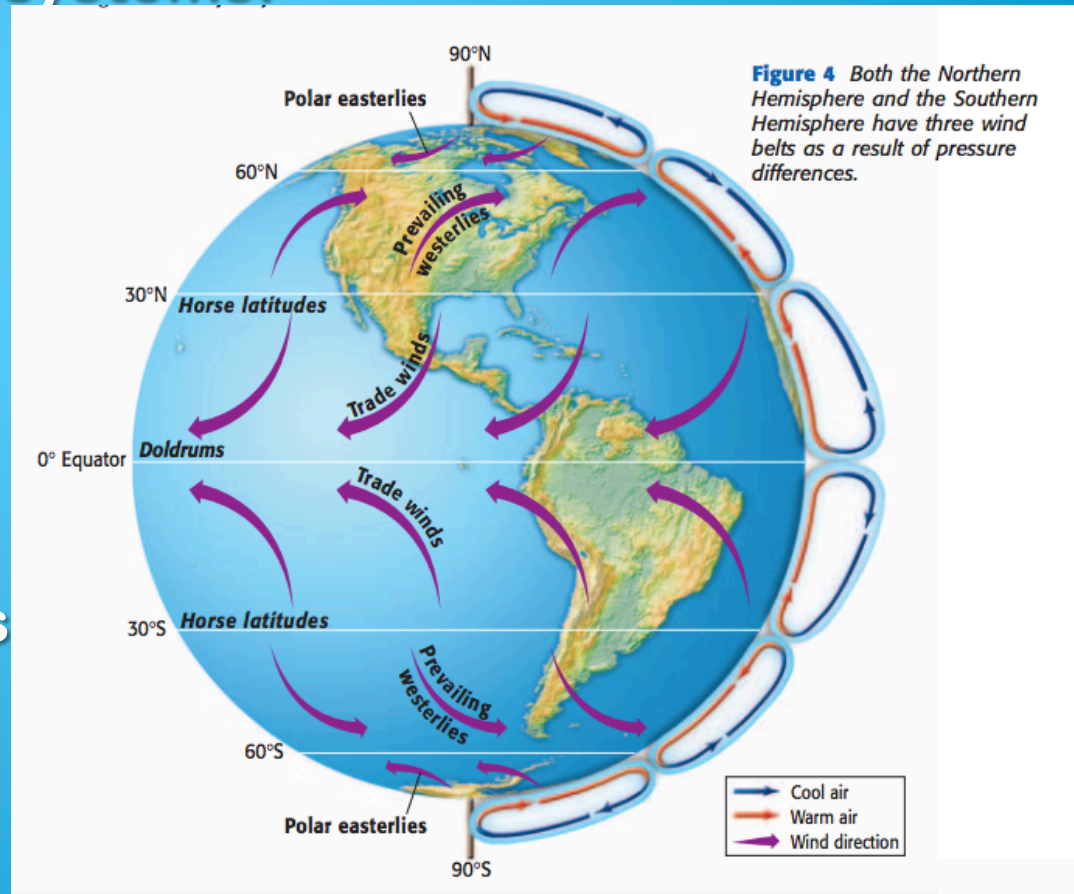 90°N
Polar easterlies
Figure 4 Both the Northern
Hemisphere and the Southern
Hemisphere have three wind
belts as a result of pressure
differences.
60°N
Prevailing
westerlies
30°N
Horse latitudes
Trade winds
Doldrums
0° Equator
Trade winds
s
Horse latitudes
30°S
Prevailing
westerlies
60°S
Polar easterlies
90°S
Cool air
Warm air
Wind direction